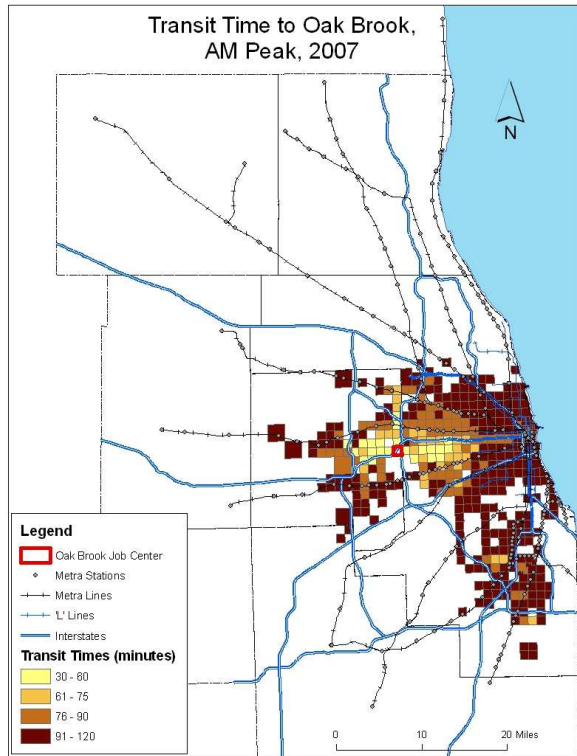 Transit Time to Oak Brook,
AM Peak, 2007
N
Legend
Oak Brook Job Center
Metra Stations
Metra Lines
'L' Lines
Interstates
Transit Times (minutes)
30 - 60
61 - 75
76 - 90
91 - 120
0 10 20 Miles